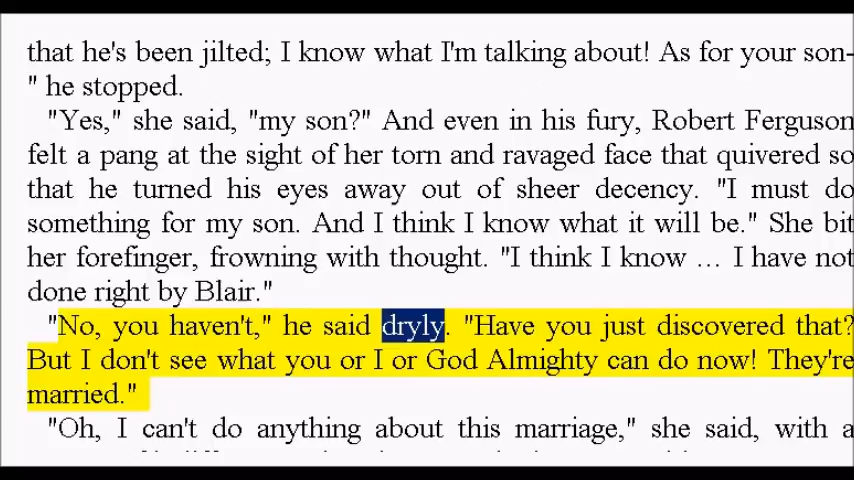 that he's been jilted; I know what I'm talking about! As for your son-
" he stopped.
"Yes," she said, "my son?" And even in his fury, Robert Ferguson
felt a pang at the sight of her torn and ravaged face that quivered so
that he turned his eyes away out of sheer decency. "I must do
something for my son. And I think I know what it will be." She bit
her forefinger, frowning with thought. "I think I know … I have not
done right by Blair."
"No, you haven't," he said dryly. "Have you just discovered that?
But I don't see what you or I or God Almighty can do now! They're
married."
"Oh, I can't do anything about this marriage," she said, with a